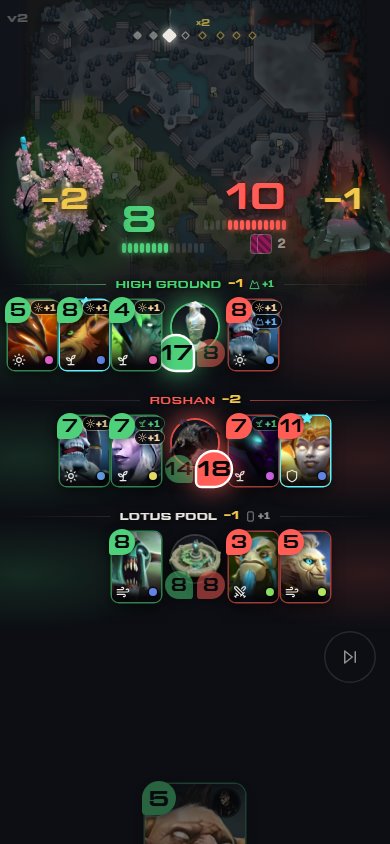 v2
x2
-2
8
10
-1
2
HIGH GROUND -1 +1
5 +1 8 +1 4 +1 17 8 8 +1 +1
ROSHAN -2
7 +1 7 +1 +1 14 18 7 +1 11
LOTUS POOL -1 +1
8 8 8 3 5
5